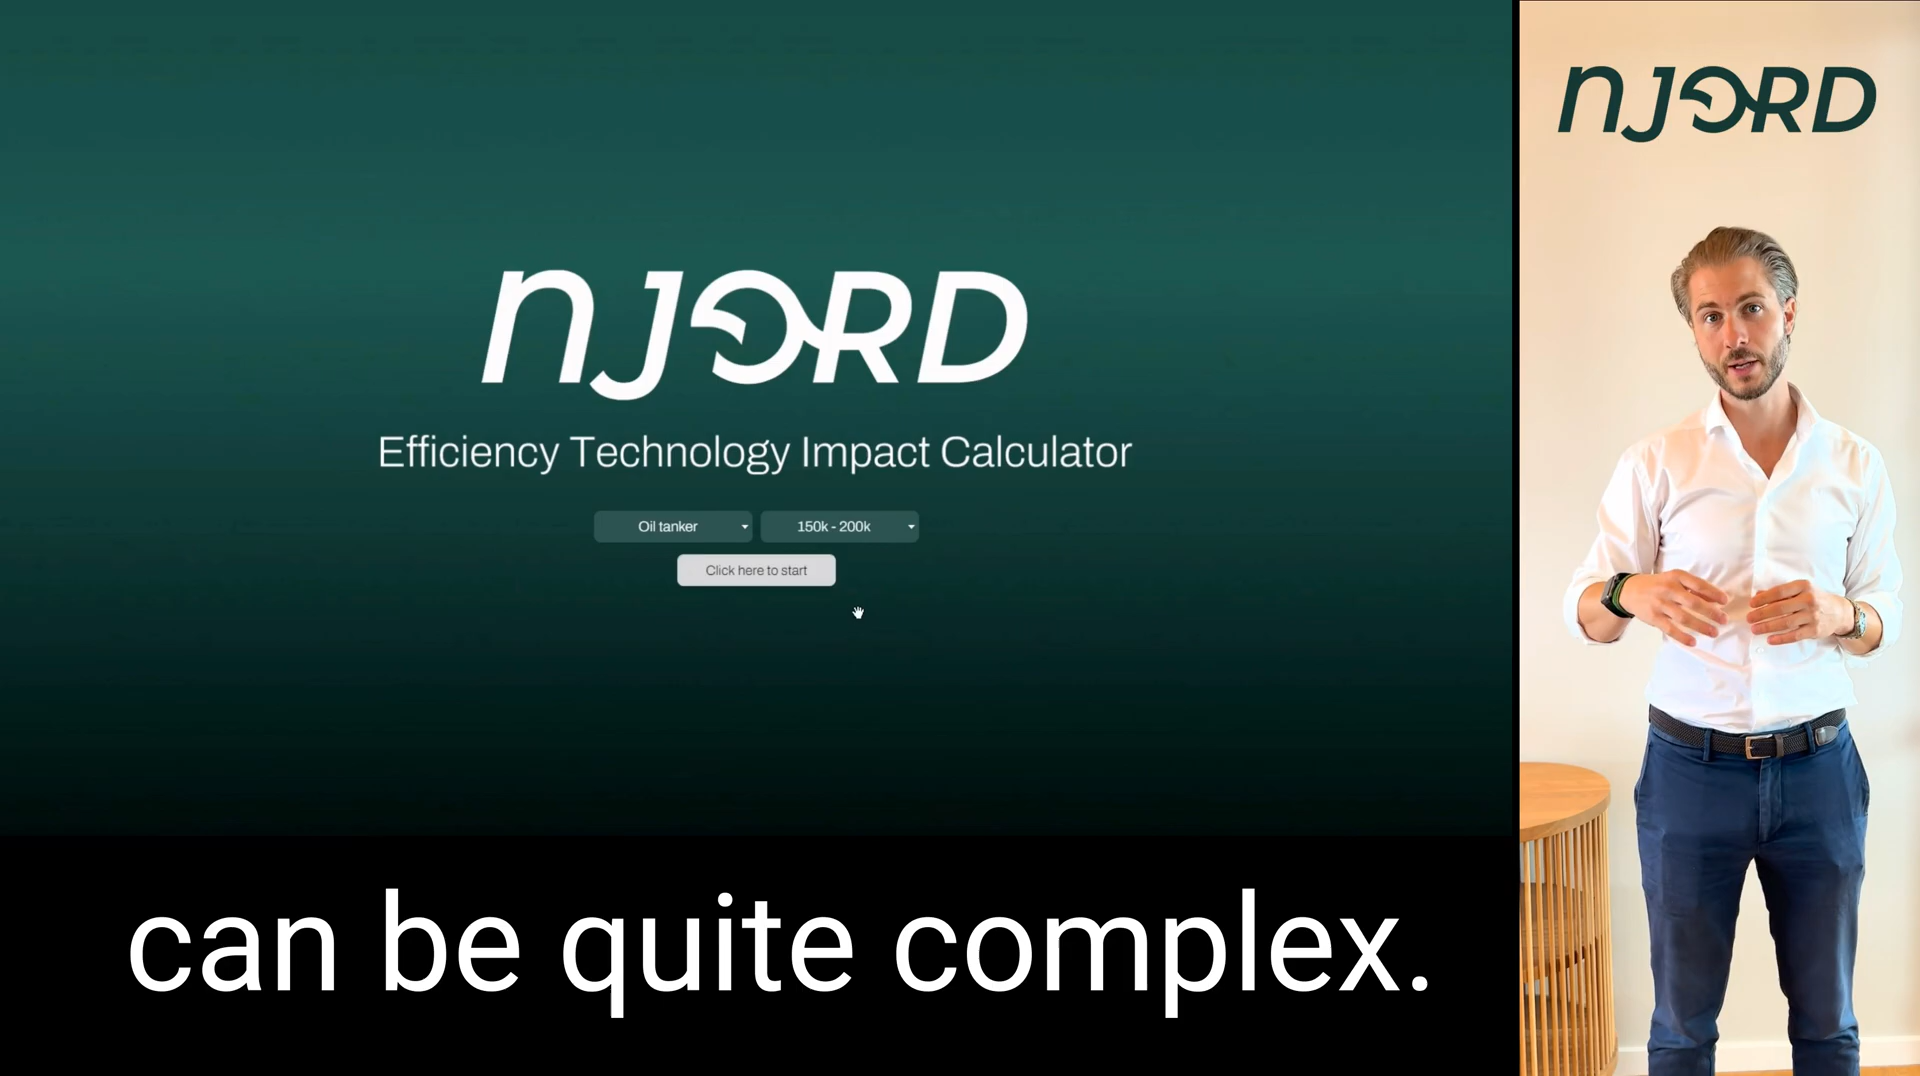 NJORD
Efficiency Technology Impact Calculator
Oil tanker
150k - 200k
Click here to start
can be quite complex.
NJORD